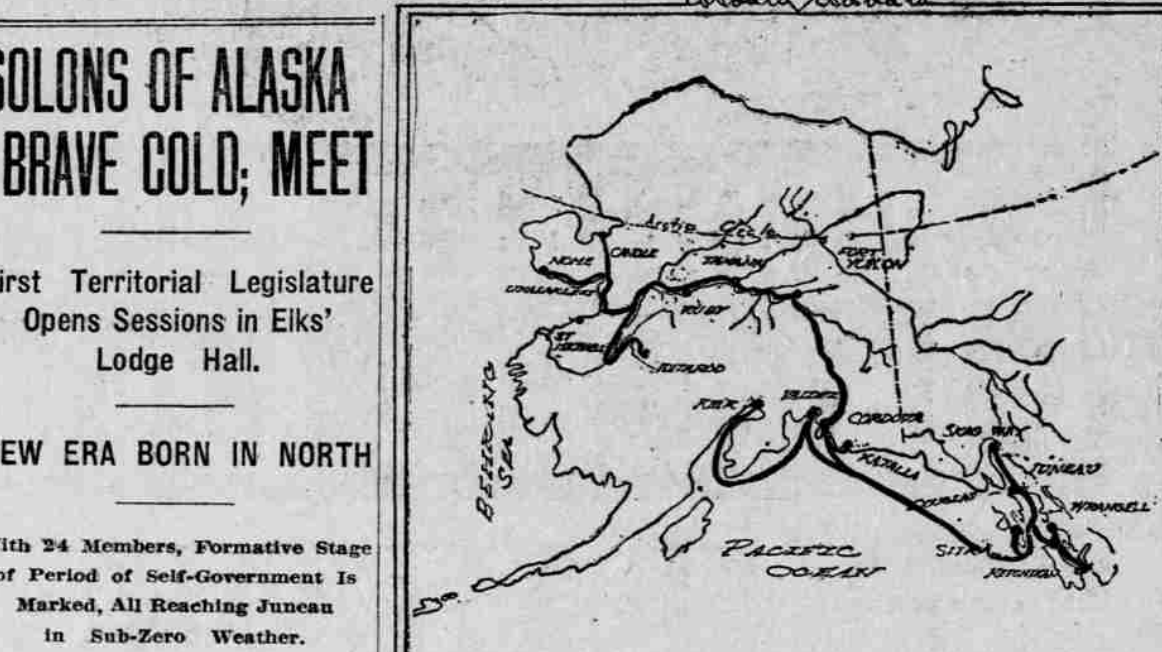 SOLONS OF ALASKA
BRAVE COLD; MEET
irst Territorial Legislature
Opens Sessions in Elks'
Lodge Hall.
EW ERA BORN IN NORTH
ith 24 Members, Formative Stage
of Period of Self-Government Is
Marked, All Reaching Juneau
in Sub-Zero Weather.
Arctic Circle
NOME
CANDLE
TANANA
FORT
YUKON
RUBY
ST
IDITAROD
BEHRING
SEA
VALDEZ
CORDOVA
KATALLA
SKAGWAY
JUNEAU
DOUGLAS
WRANGELL
SITKA
KETCHIKAN
PACIFIC
OCEAN